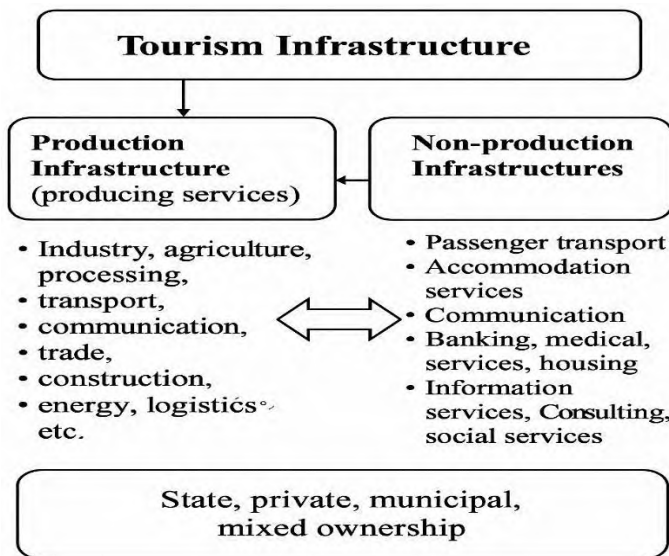 Tourism Infrastructure
Production
Infrastructure
(producing services)
• Industry, agriculture,
processing,
• transport,
• communication,
• trade,
• construction,
• energy, logistics
etc.
Non-production
Infrastructures
• Passenger transport
• Accommodation
services
• Communication
• Banking, medical,
services, housing
• Information
services, Consulting,
social services
State, private, municipal,
mixed ownership